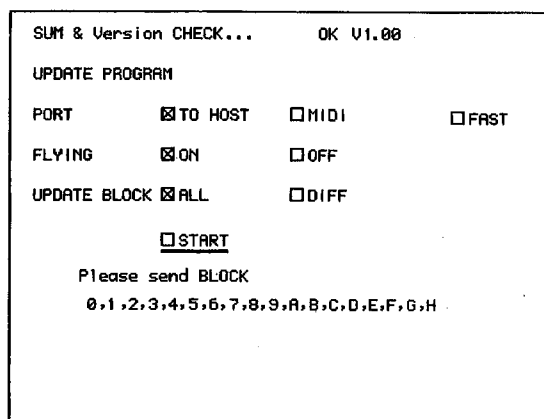 SUM & Version CHECK... OK V1.00
UPDATE PROGRAM
PORT ☒TO HOST ☐MIDI ☐FAST
FLYING ☒ON ☐OFF
UPDATE BLOCK ☒ALL ☐DIFF
☐START
Please send BLOCK
0,1,2,3,4,5,6,7,8,9,A,B,C,D,E,F,G,H